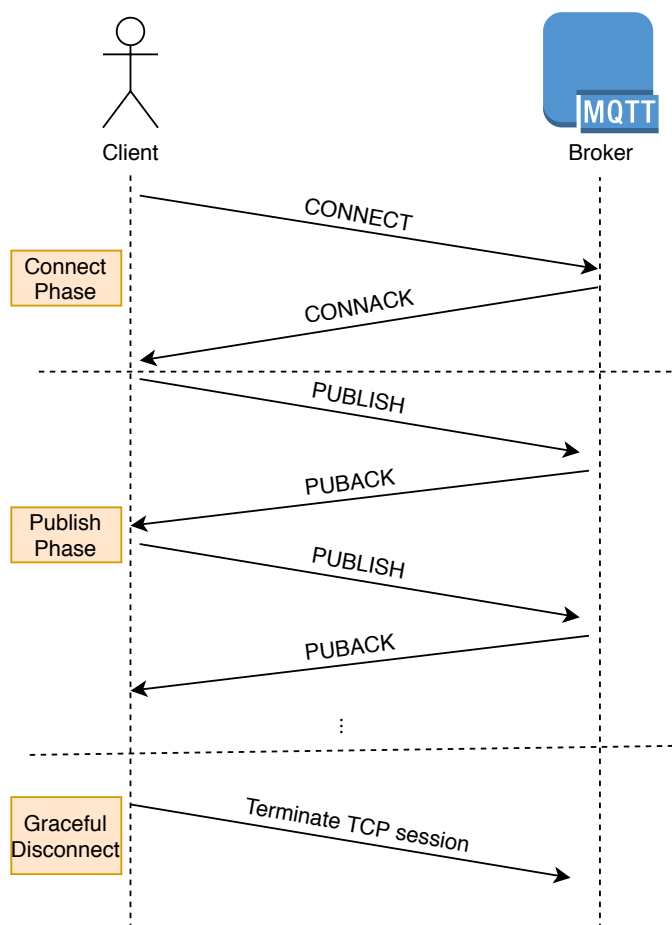 MQTT
Client
Broker
CONNECT
Connect
Phase
CONNACK
PUBLISH
PUBACK
Publish
Phase
PUBLISH
PUBACK
...
Terminate TCP session
Graceful
Disconnect